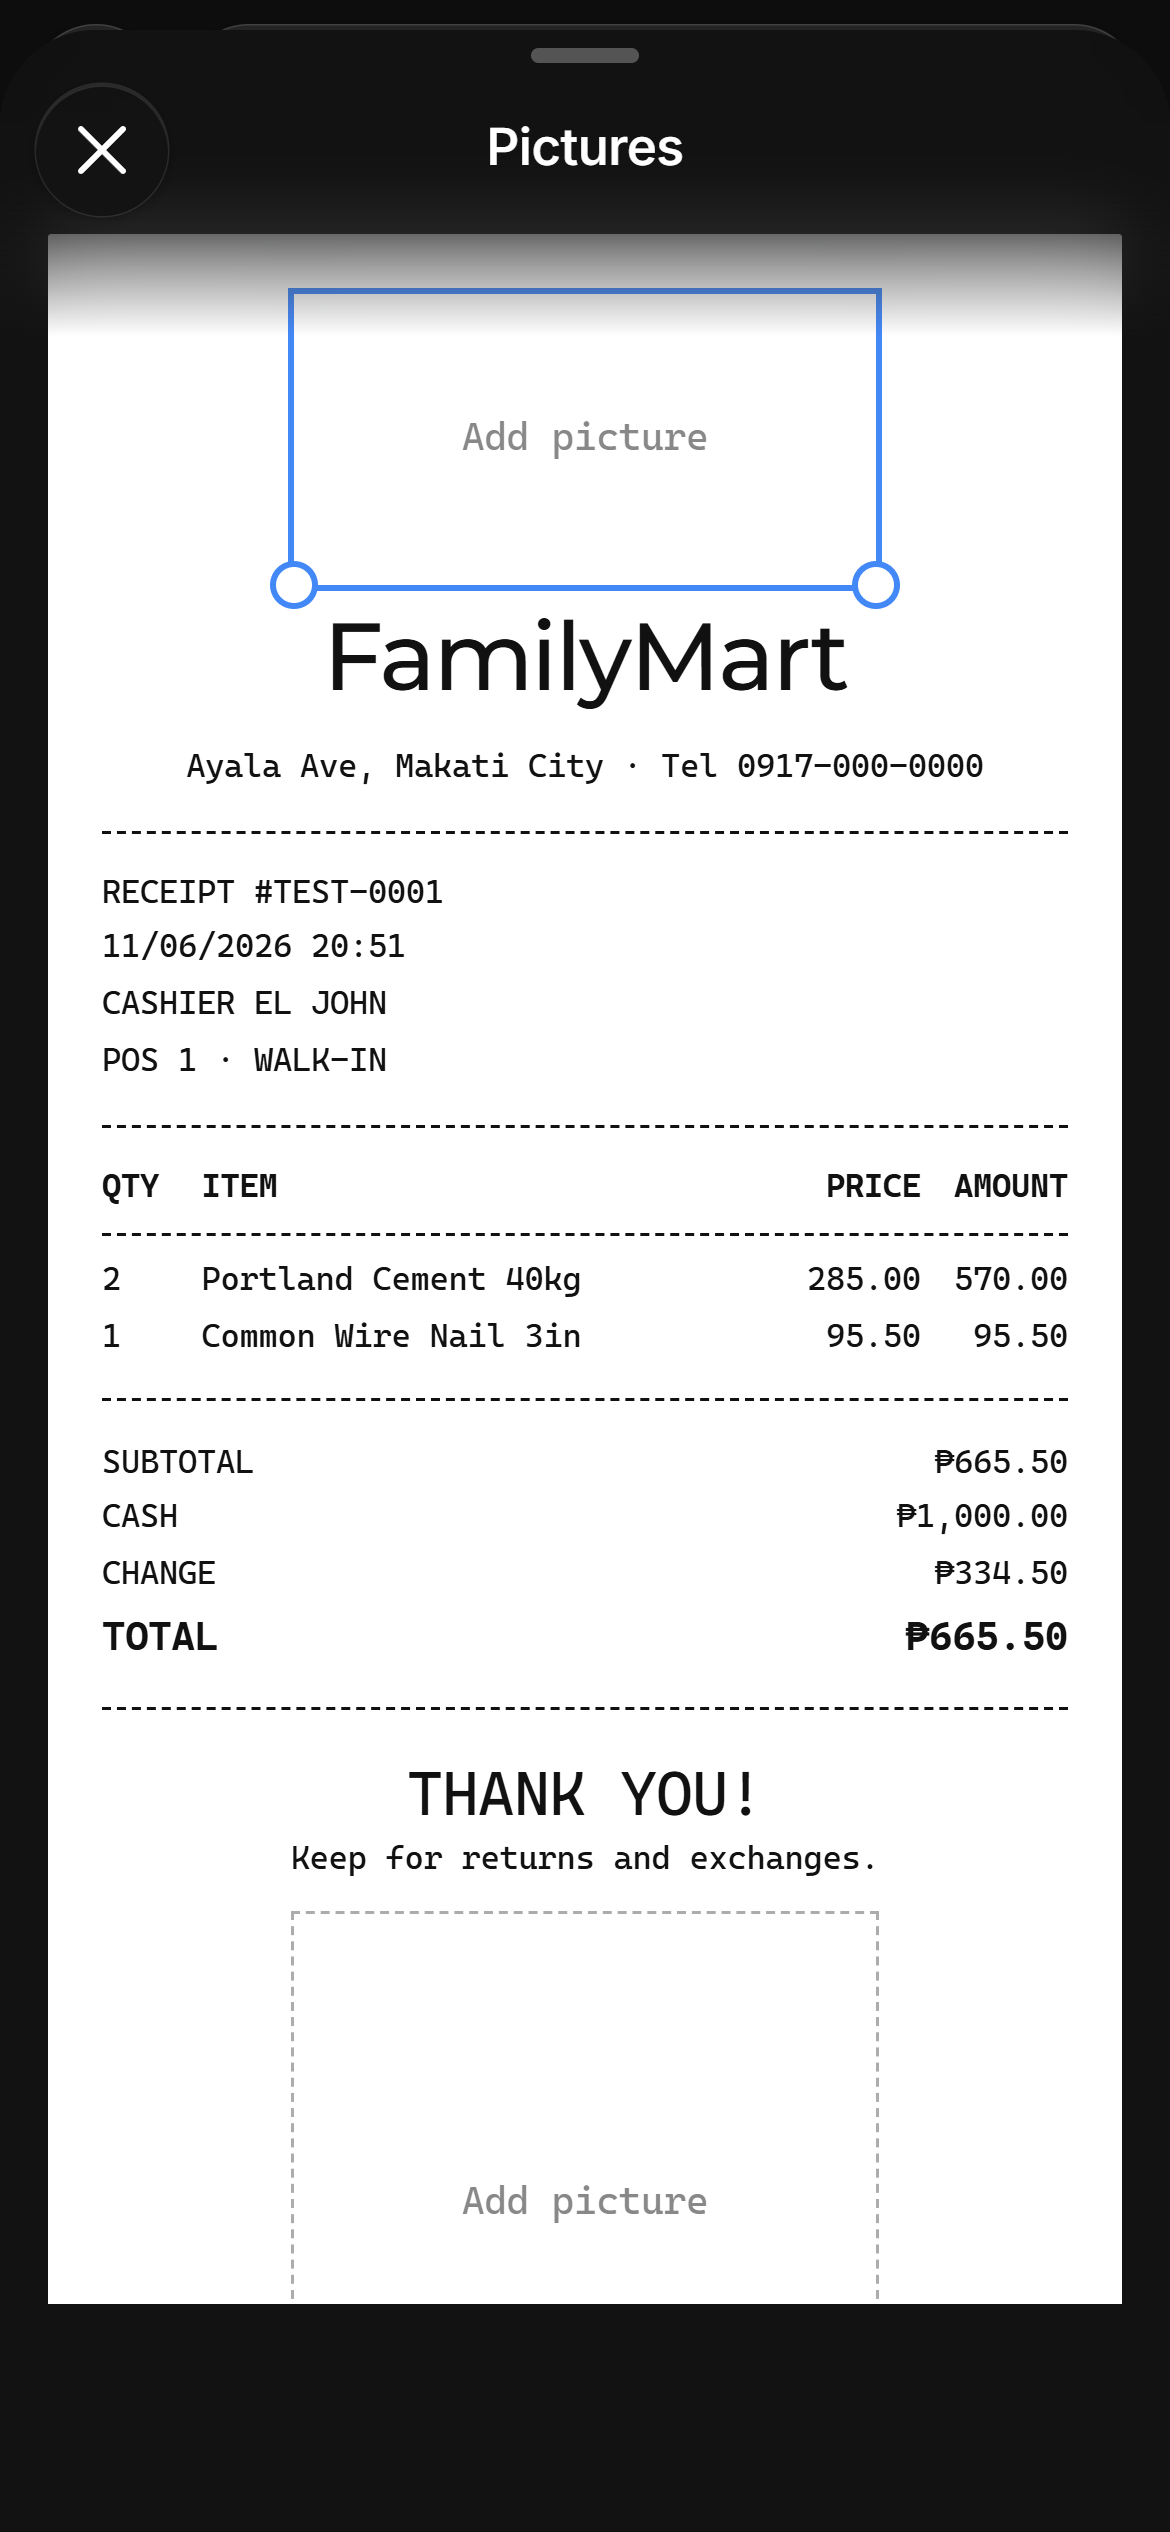 Pictures
Add picture
FamilyMart
Ayala Ave, Makati City · Tel 0917-000-0000
RECEIPT #TEST-0001
11/06/2026 20:51
CASHIER EL JOHN
POS 1 · WALK-IN
QTY ITEM PRICE AMOUNT
2 Portland Cement 40kg 285.00 570.00
1 Common Wire Nail 3in 95.50 95.50
SUBTOTAL ₱665.50
CASH ₱1,000.00
CHANGE ₱334.50
TOTAL ₱665.50
THANK YOU!
Keep for returns and exchanges.
Add picture